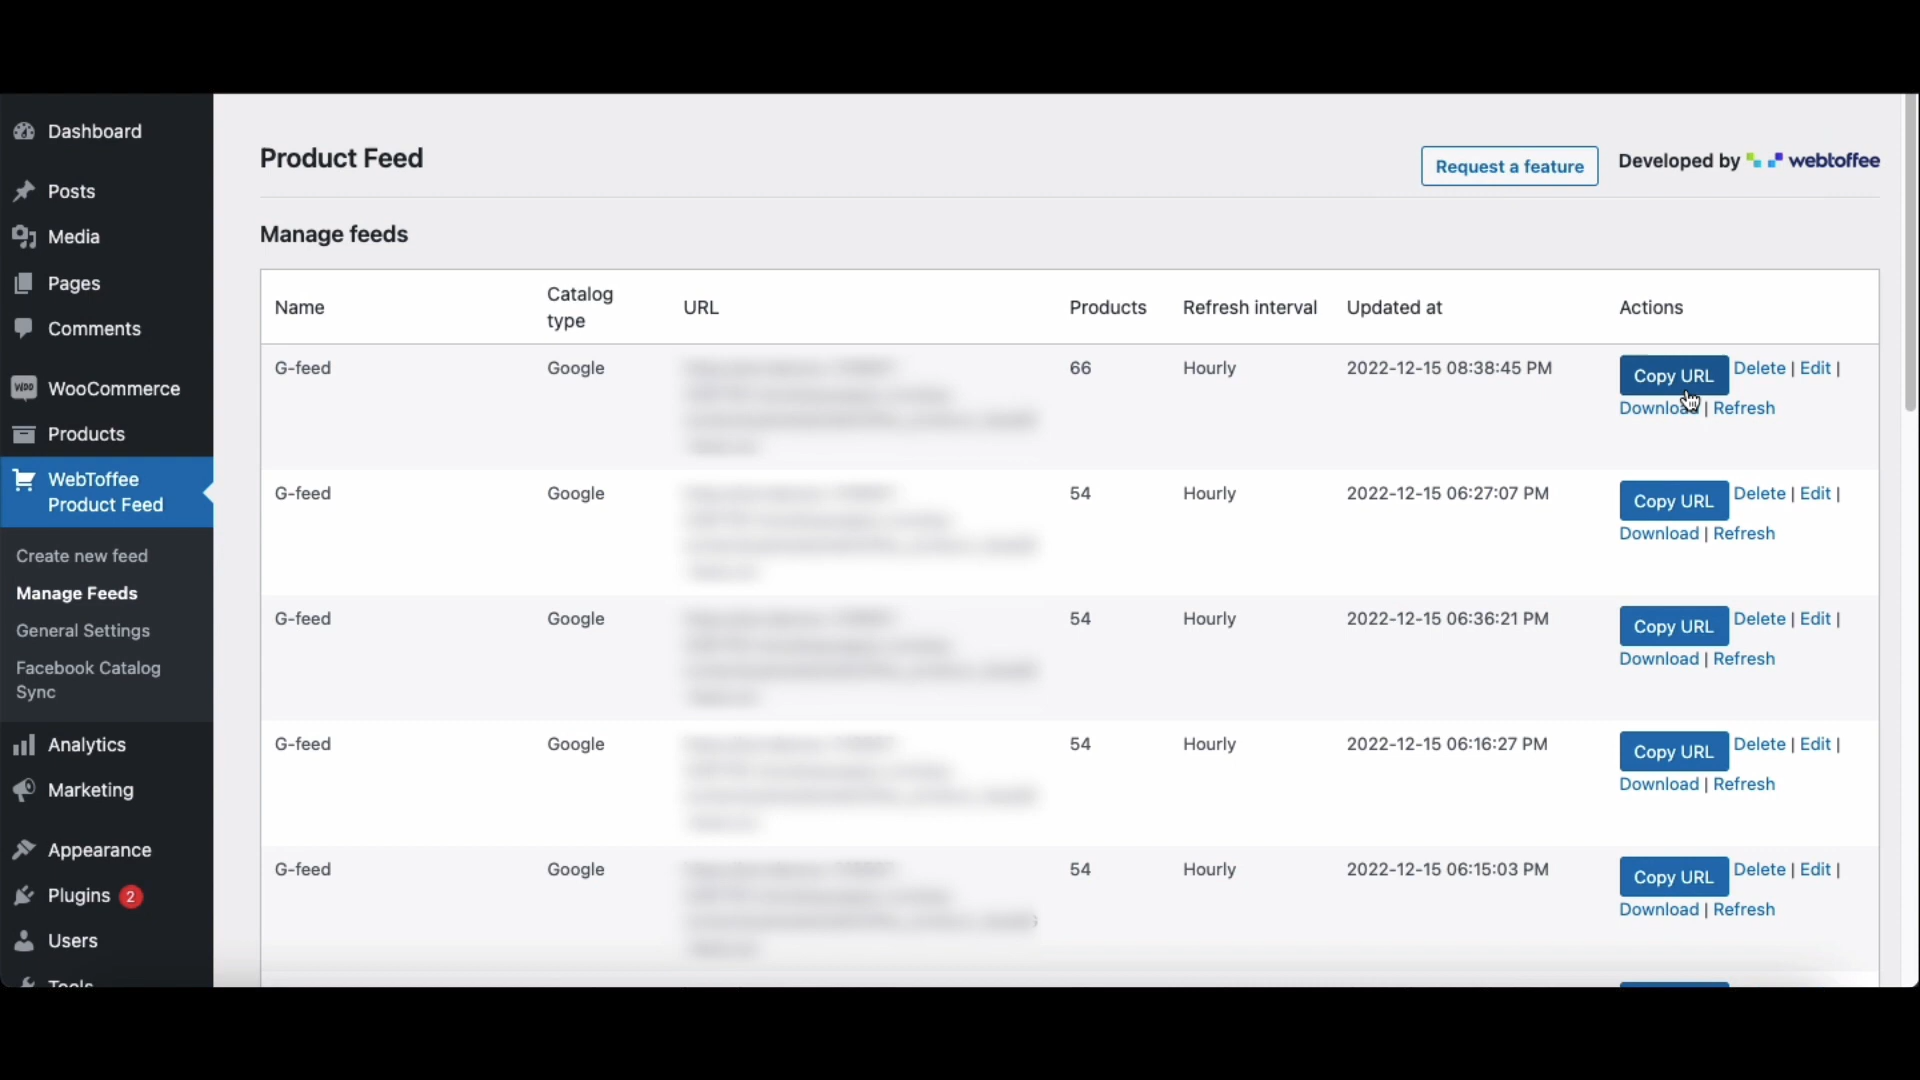 Dashboard
Posts
Media
Pages
Comments
WooCommerce
Products
WebToffee
Product Feed
Create new feed
Manage Feeds
General Settings
Facebook Catalog
Sync
Analytics
Marketing
Appearance
Plugins 2
Users
Tools
Product Feed
Request a feature
Developed by webtoffee
Manage feeds
Name Catalog type URL Products Refresh interval Updated at Actions
G-feed Google 66 Hourly 2022-12-15 08:38:45 PM Copy URL Delete | Edit |
Download | Refresh
G-feed Google 54 Hourly 2022-12-15 06:27:07 PM Copy URL Delete | Edit |
Download | Refresh
G-feed Google 54 Hourly 2022-12-15 06:36:21 PM Copy URL Delete | Edit |
Download | Refresh
G-feed Google 54 Hourly 2022-12-15 06:16:27 PM Copy URL Delete | Edit |
Download | Refresh
G-feed Google 54 Hourly 2022-12-15 06:15:03 PM Copy URL Delete | Edit |
Download | Refresh